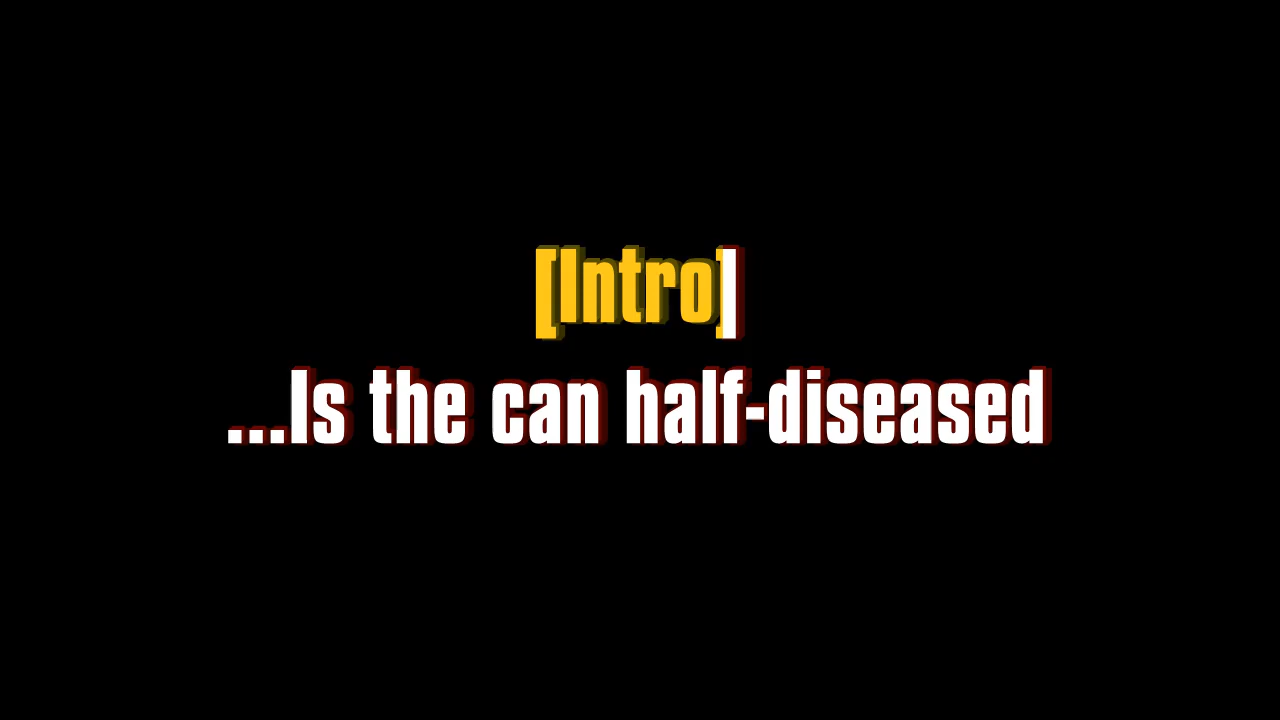 [Intro]
...Is the can half-diseased